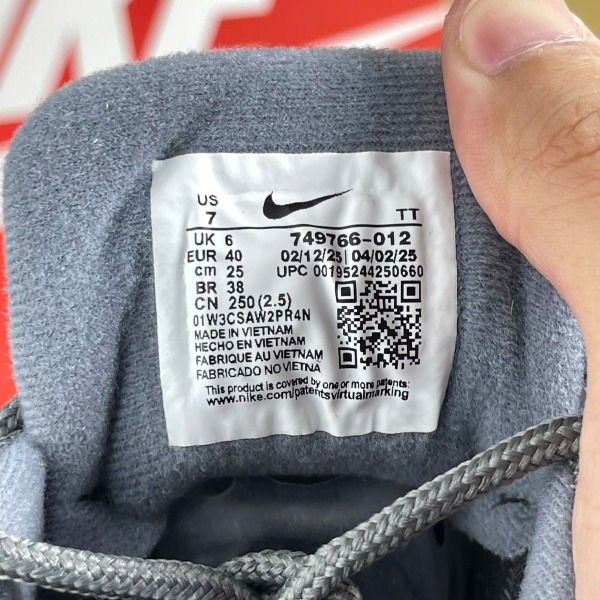 NIKE
US
7 TT
UK 6 749766-012
EUR 40 02/12/25 | 04/02/25
cm 25 UPC 00195244250660
BR 38
CN 250 (2.5)
01W3CSAW2PR4N
MADE IN VIETNAM
HECHO EN VIETNAM
FABRIQUE AU VIETNAM
FABRICADO NO VIETNÃ
This product is covered by one or more patents:
www.nike.com/patentsvirtualmarking